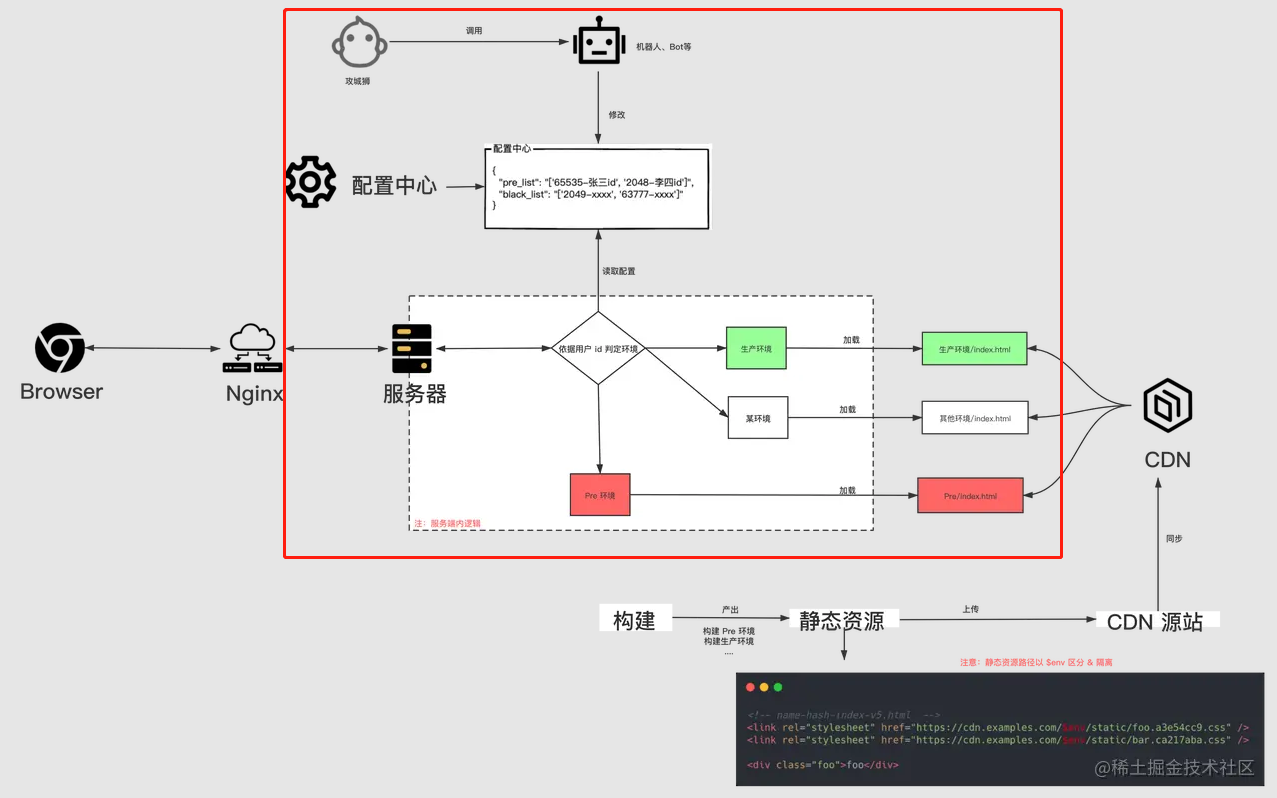 调用
机器人、Bot等
攻城狮
修改
配置中心
{
"pre_list": "['65535-张三id', '2048-李四id']",
"black_list": "['2049-xxxx', '63777-xxxx']"
}
配置中心
读取配置
Browser
Nginx
服务器
依据用户 id 判定环境
生产环境
加载
生产环境/index.html
某环境
加载
其他环境/index.html
Pre 环境
加载
Pre/index.html
注：服务端内逻辑
CDN
同步
构建
产出
构建 Pre 环境
构建生产环境
....
静态资源
上传
CDN 源站
注意：静态资源路径以 $env 区分 & 隔离
<!-- name-hash-index-v5.html -->
<link rel="stylesheet" href="https://cdn.examples.com/$env/static/foo.a3e54cc9.css" />
<link rel="stylesheet" href="https://cdn.examples.com/$env/static/bar.ca217aba.css" />
<div class="foo">foo</div>
@稀土掘金技术社区